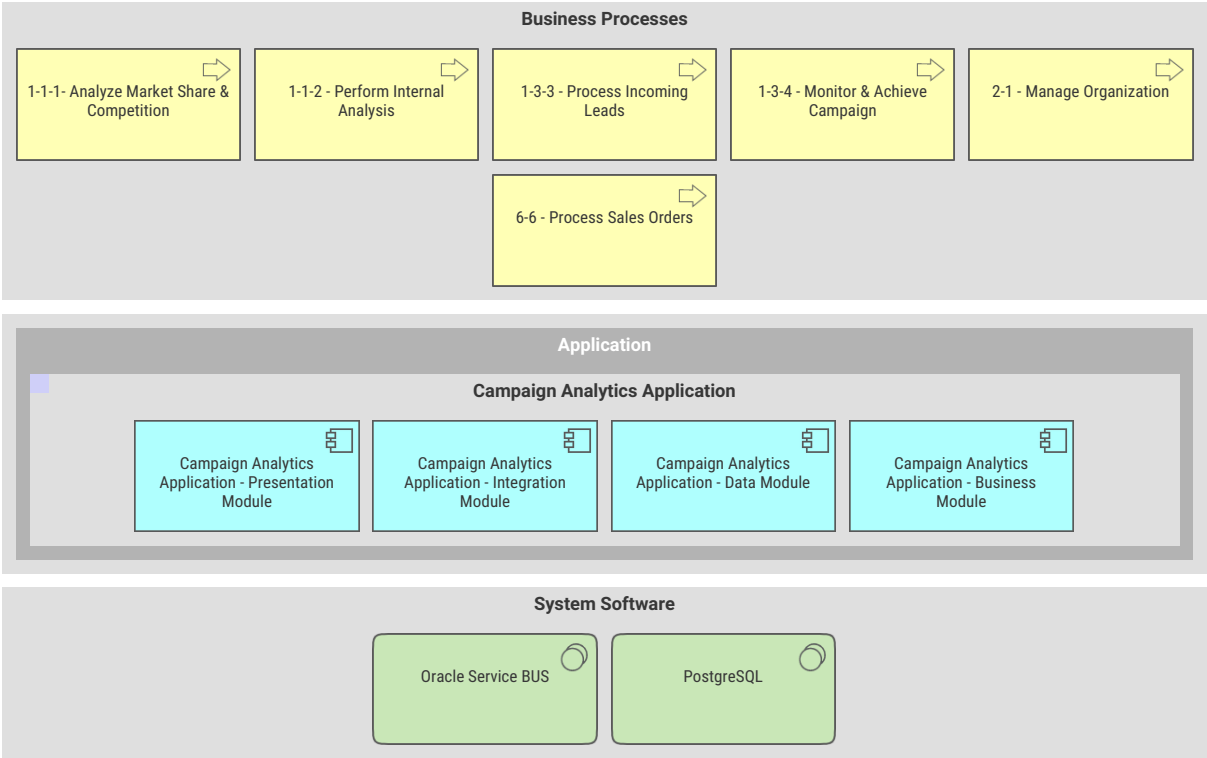 Business Processes
1-1-1- Analyze Market Share &
Competition
1-1-2 - Perform Internal
Analysis
1-3-3 - Process Incoming
Leads
1-3-4 - Monitor & Achieve
Campaign
2-1 - Manage Organization
6-6 - Process Sales Orders
Application
Campaign Analytics Application
Campaign Analytics
Application - Presentation
Module
Campaign Analytics
Application - Integration
Module
Campaign Analytics
Application - Data Module
Campaign Analytics
Application - Business
Module
System Software
Oracle Service BUS
PostgreSQL